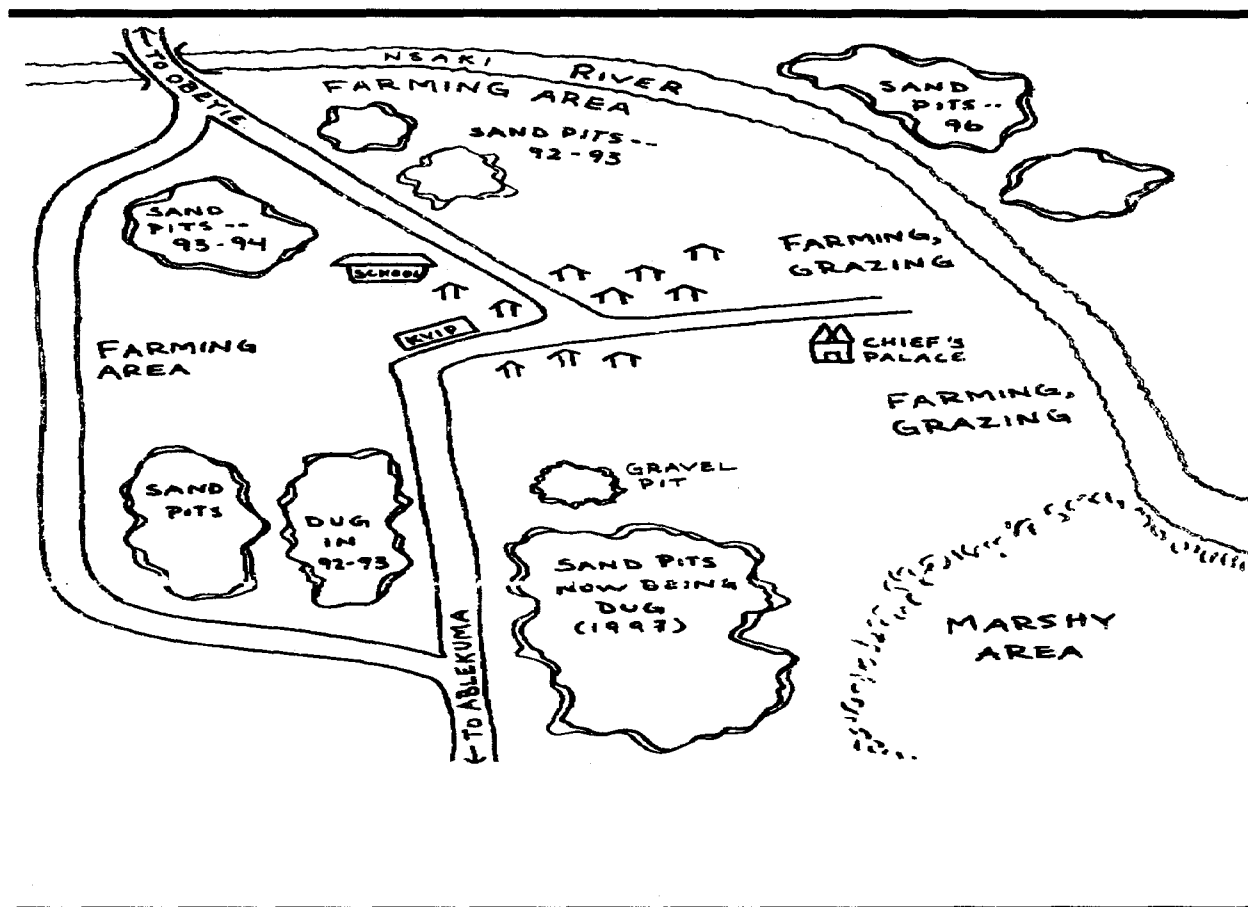 TO OBEYIE
NSAKI RIVER
FARMING AREA
SAND PITS--
92-93
SAND
PITS--
96
SAND
PITS--
93-94
SCHOOL
FARMING,
GRAZING
KVIP
CHIEF'S
PALACE
FARMING
AREA
FARMING,
GRAZING
SAND
PITS
DUG
IN
92-93
GRAVEL
PIT
SAND PITS
NOW BEING
DUG
(1997)
MARSHY
AREA
TO ABLEKUMA